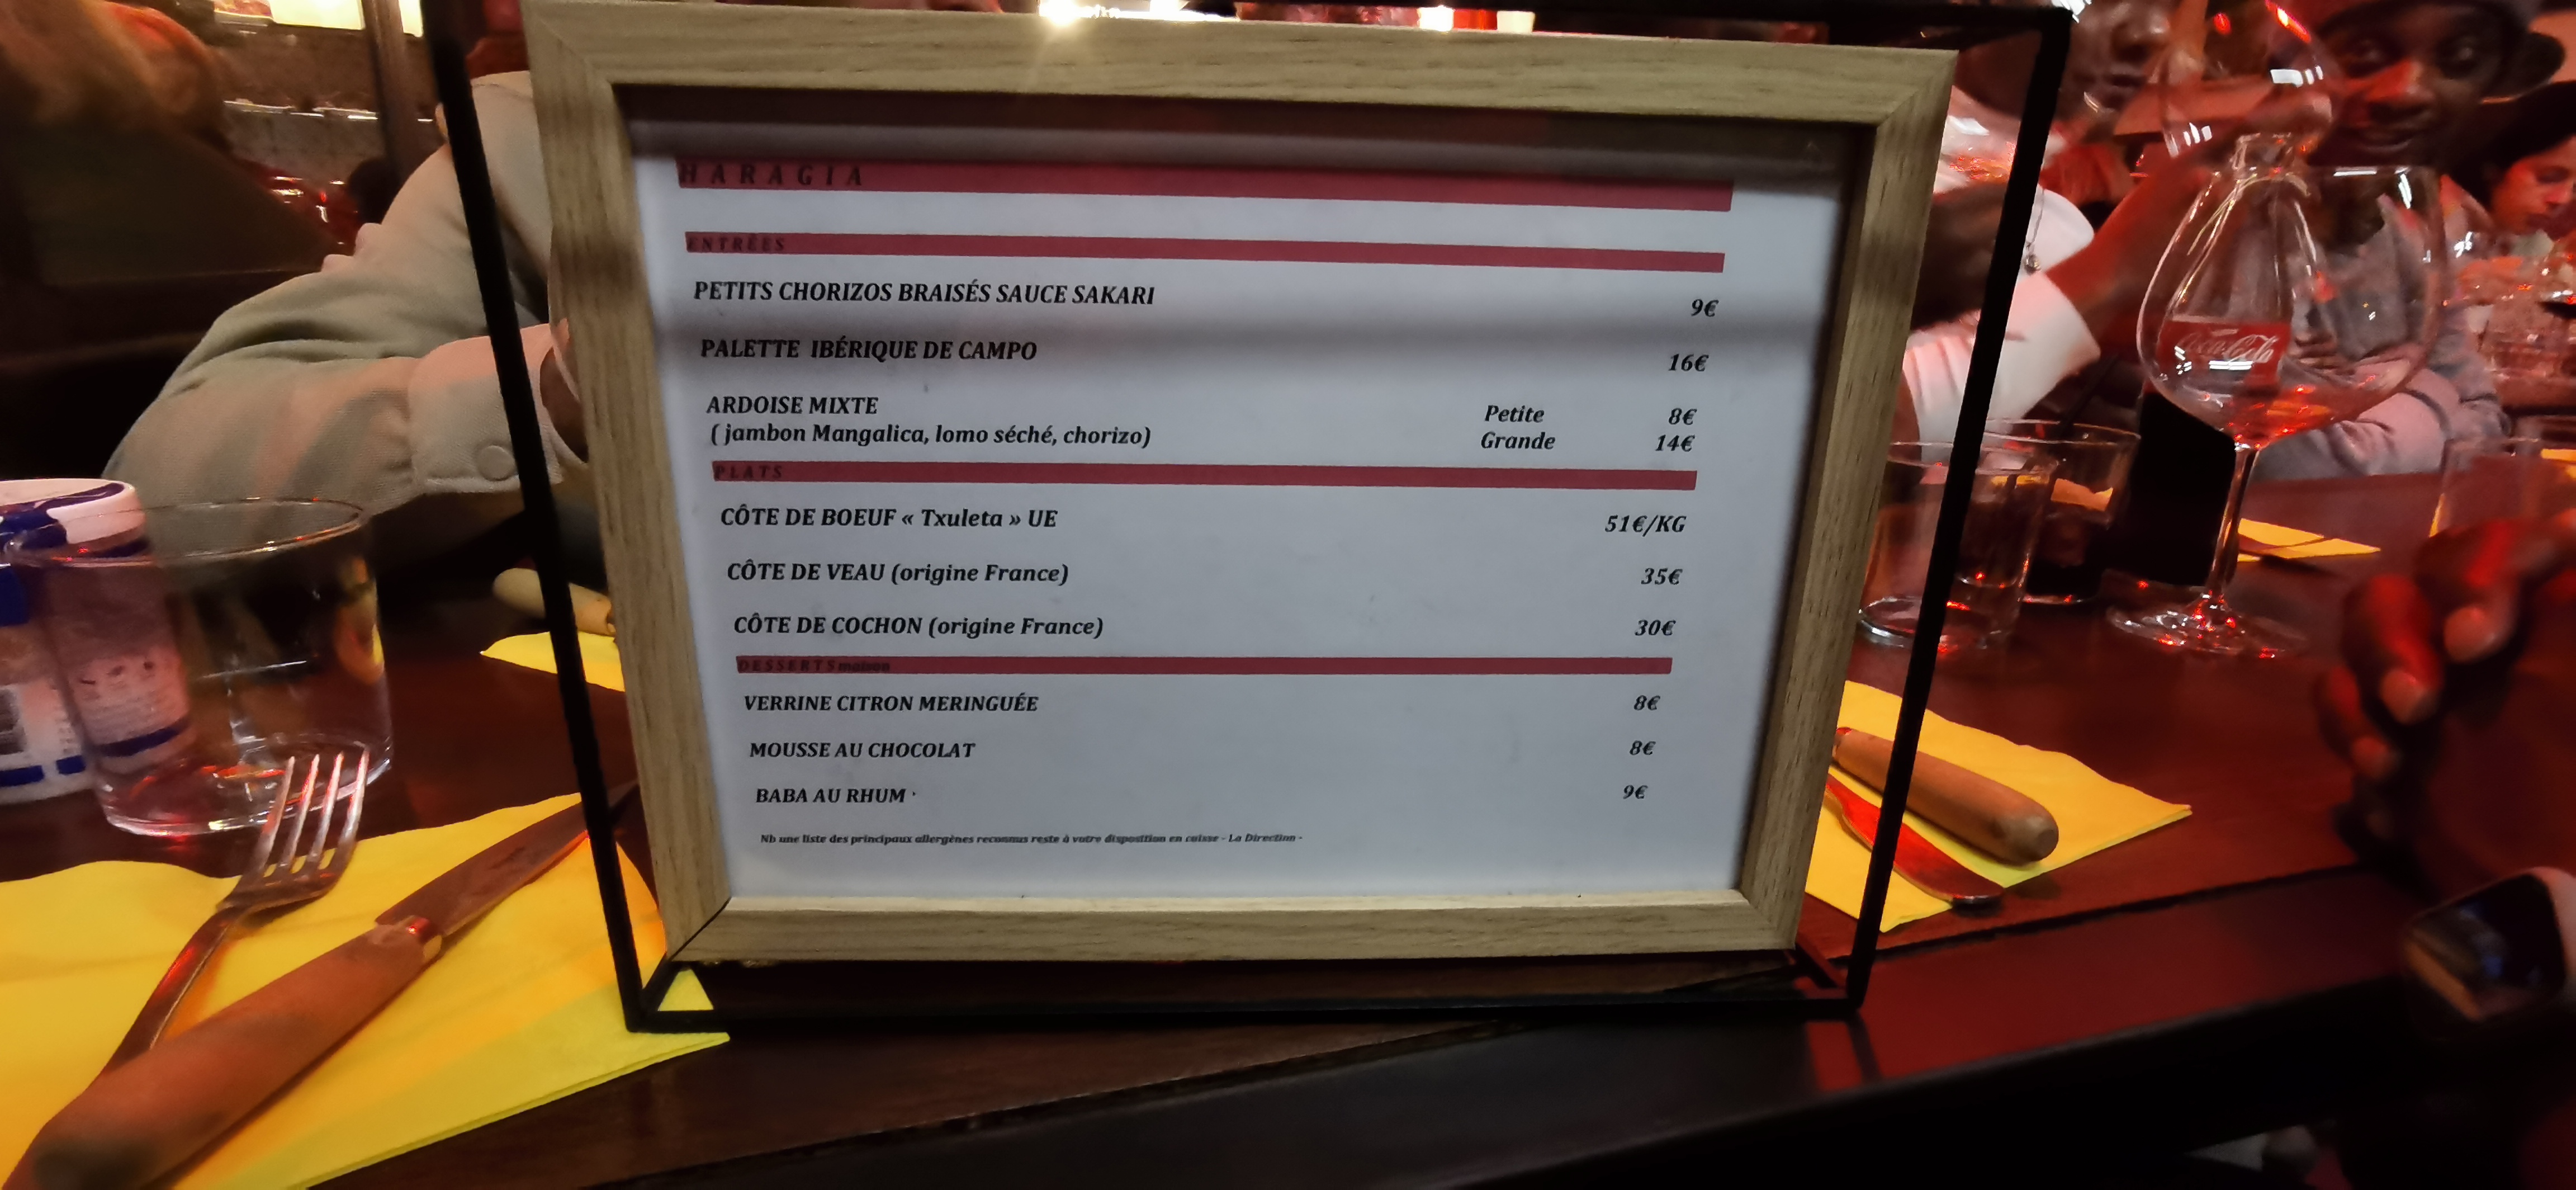 HARAGIA
ENTRÉES
PETITS CHORIZOS BRAISÉS SAUCE SAKARI 9€
PALETTE IBÉRIQUE DE CAMPO 16€
ARDOISE MIXTE Petite 8€
( jambon Mangalica, lomo séché, chorizo) Grande 14€
PLATS
CÔTE DE BOEUF « Txuleta » UE 51€/KG
CÔTE DE VEAU (origine France) 35€
CÔTE DE COCHON (origine France) 30€
DESSERTS maison
VERRINE CITRON MERINGUÉE 8€
MOUSSE AU CHOCOLAT 8€
BABA AU RHUM 9€
Nb une liste des principaux allergènes reconnus reste à votre disposition en caisse - La Direction -
Coca-Cola